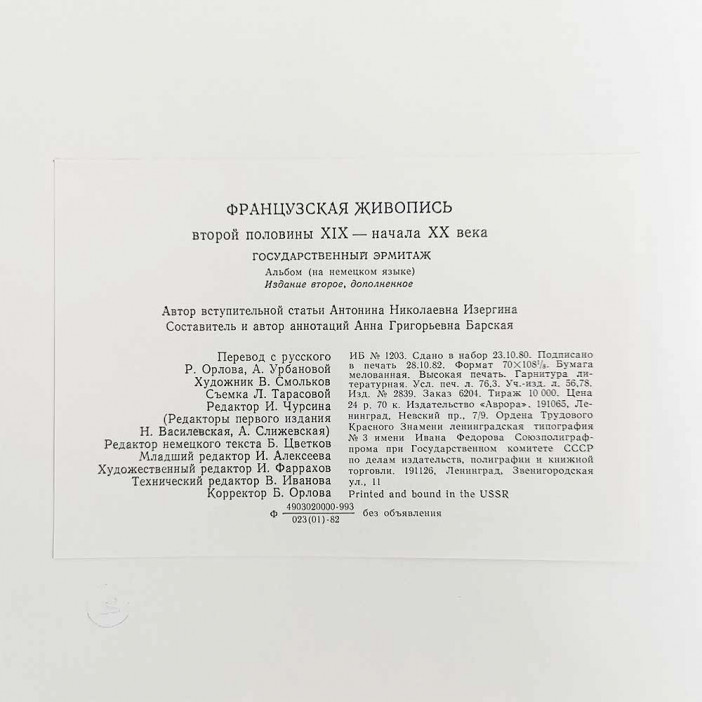 ФРАНЦУЗСКАЯ ЖИВОПИСЬ
второй половины XIX — начала XX века
ГОСУДАРСТВЕННЫЙ ЭРМИТАЖ
Альбом (на немецком языке)
Издание второе, дополненное
Автор вступительной статьи Антонина Николаевна Изергина
Составитель и автор аннотаций Анна Григорьевна Барская
Перевод с русского
Р. Орлова, А. Урбановой
Художник В. Смольков
Съемка Л. Тарасовой
Редактор И. Чурсина
(Редакторы первого издания
Н. Василевская, А. Слижевская)
Редактор немецкого текста Б. Цветков
Младший редактор И. Алексеева
Художественный редактор И. Фаррахов
Технический редактор В. Иванова
Корректор Б. Орлова
ИБ № 1203. Сдано в набор 23.10.80. Подписано
в печать 28.10.82. Формат 70×108¹/₈. Бумага
мелованная. Высокая печать. Гарнитура ли-
тературная. Усл. печ. л. 76,3. Уч.-изд. л. 56,78.
Изд. № 2839. Заказ 6204. Тираж 10 000. Цена
24 р. 70 к. Издательство «Аврора». 191065, Ле-
нинград, Невский пр., 7/9. Ордена Трудового
Красного Знамени ленинградская типография
№ 3 имени Ивана Федорова Союзполиграф-
прома при Государственном комитете СССР
по делам издательств, полиграфии и книжной
торговли. 191126, Ленинград, Звенигородская
ул., 11
Printed and bound in the USSR
Ф 4903020000-993
023(01)-82 без объявления